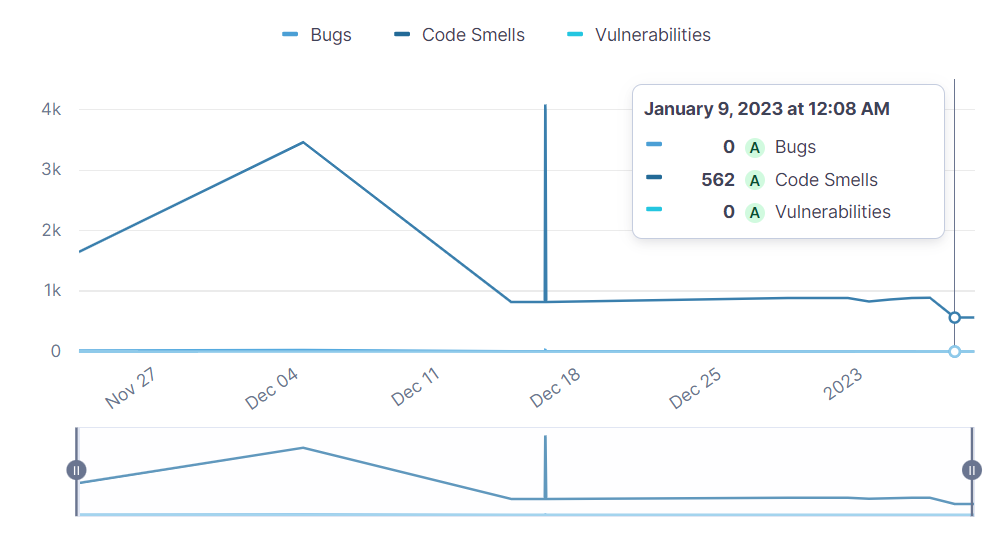 Bugs Code Smells Vulnerabilities
4k
January 9, 2023 at 12:08 AM
0 A Bugs
3k
562 A Code Smells
0 A Vulnerabilities
2k
1k
0
Nov 27 Dec 04 Dec 11 Dec 18 Dec 25 2023